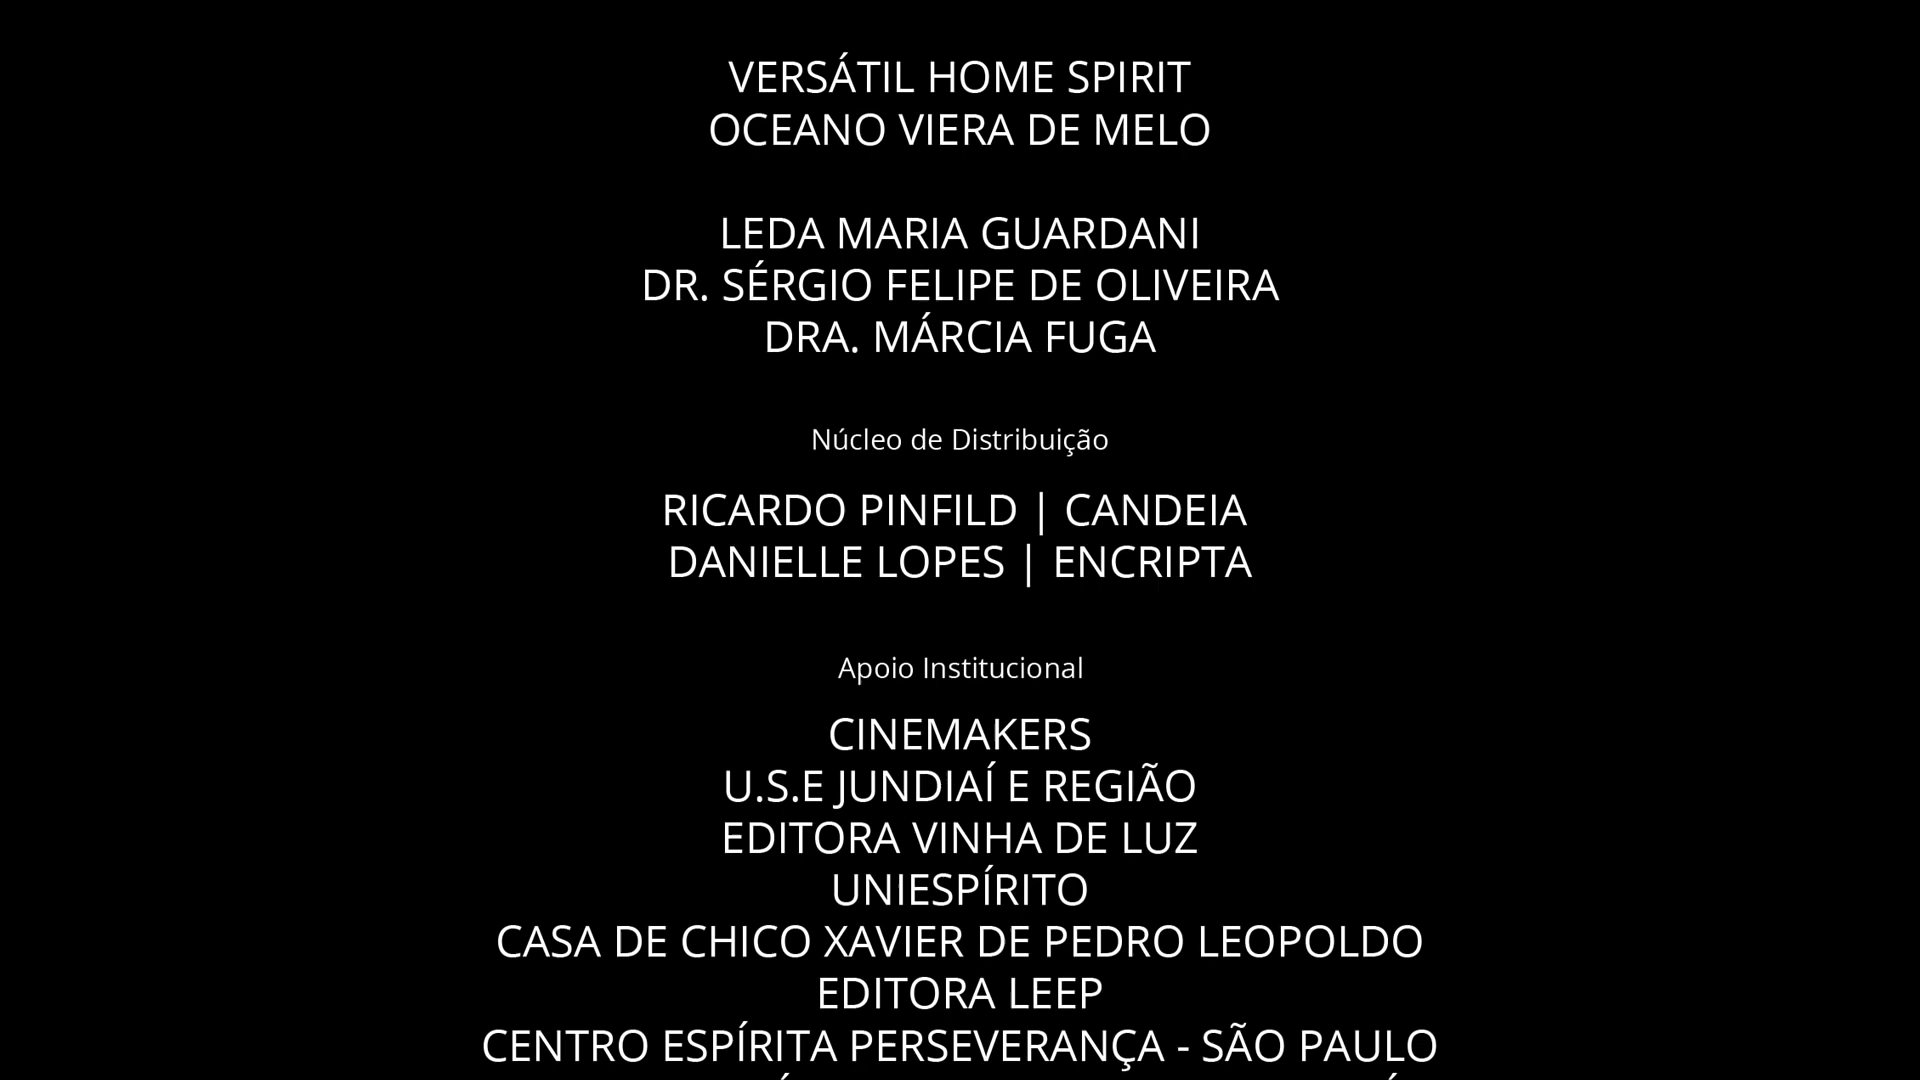 VERSÁTIL HOME SPIRIT
OCEANO VIERA DE MELO
LEDA MARIA GUARDANI
DR. SÉRGIO FELIPE DE OLIVEIRA
DRA. MÁRCIA FUGA
Núcleo de Distribuição
RICARDO PINFILD | CANDEIA
DANIELLE LOPES | ENCRIPTA
Apoio Institucional
CINEMAKERS
U.S.E JUNDIAÍ E REGIÃO
EDITORA VINHA DE LUZ
UNIESPÍRITO
CASA DE CHICO XAVIER DE PEDRO LEOPOLDO
EDITORA LEEP
CENTRO ESPÍRITA PERSEVERANÇA - SÃO PAULO